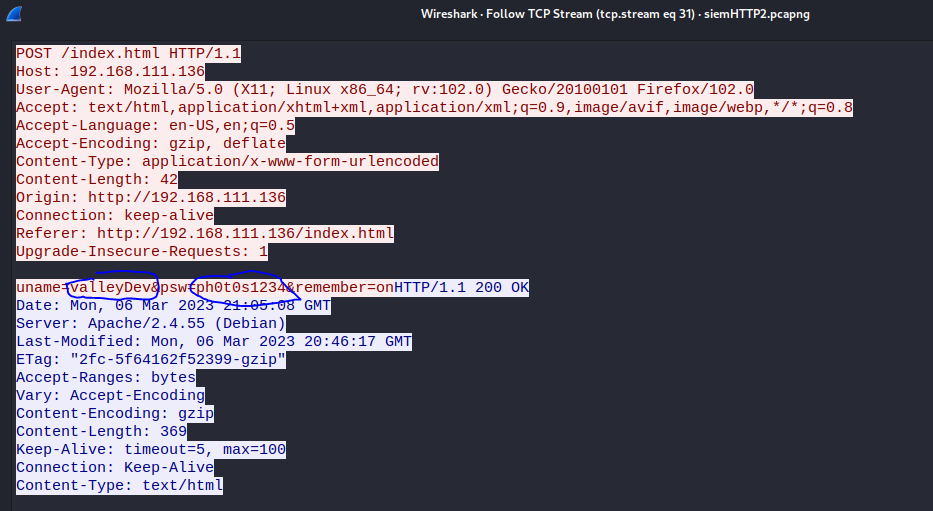 Wireshark · Follow TCP Stream (tcp.stream eq 31) · siemHTTP2.pcapng
POST /index.html HTTP/1.1
Host: 192.168.111.136
User-Agent: Mozilla/5.0 (X11; Linux x86_64; rv:102.0) Gecko/20100101 Firefox/102.0
Accept: text/html,application/xhtml+xml,application/xml;q=0.9,image/avif,image/webp,*/*;q=0.8
Accept-Language: en-US,en;q=0.5
Accept-Encoding: gzip, deflate
Content-Type: application/x-www-form-urlencoded
Content-Length: 42
Origin: http://192.168.111.136
Connection: keep-alive
Referer: http://192.168.111.136/index.html
Upgrade-Insecure-Requests: 1
uname=valleyDev&psw=ph0t0s1234&remember=onHTTP/1.1 200 OK
Date: Mon, 06 Mar 2023 21:05:08 GMT
Server: Apache/2.4.55 (Debian)
Last-Modified: Mon, 06 Mar 2023 20:46:17 GMT
ETag: "2fc-5f64162f52399-gzip"
Accept-Ranges: bytes
Vary: Accept-Encoding
Content-Encoding: gzip
Content-Length: 369
Keep-Alive: timeout=5, max=100
Connection: Keep-Alive
Content-Type: text/html